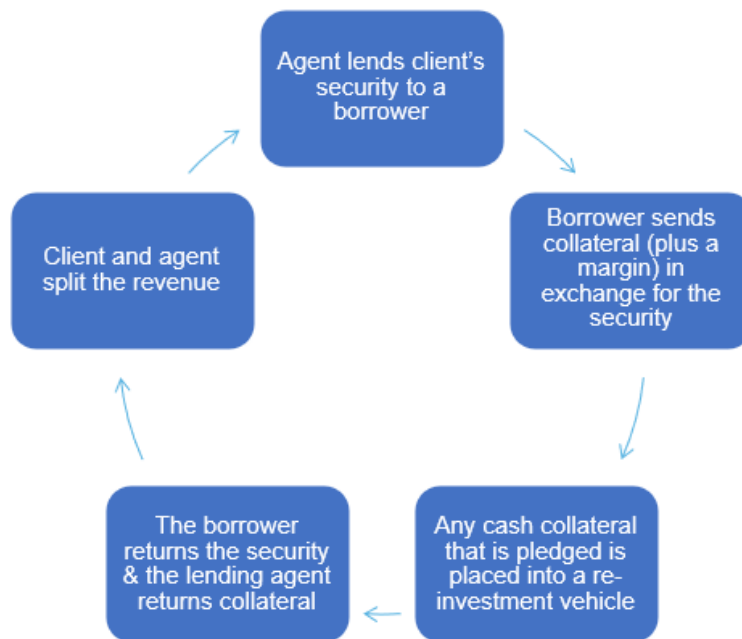 Agent lends client's
security to a
borrower
Borrower sends
collateral (plus a
margin) in
exchange for the
security
Any cash collateral
that is pledged is
placed into a re-
investment vehicle
The borrower
returns the security
& the lending agent
returns collateral
Client and agent
split the revenue